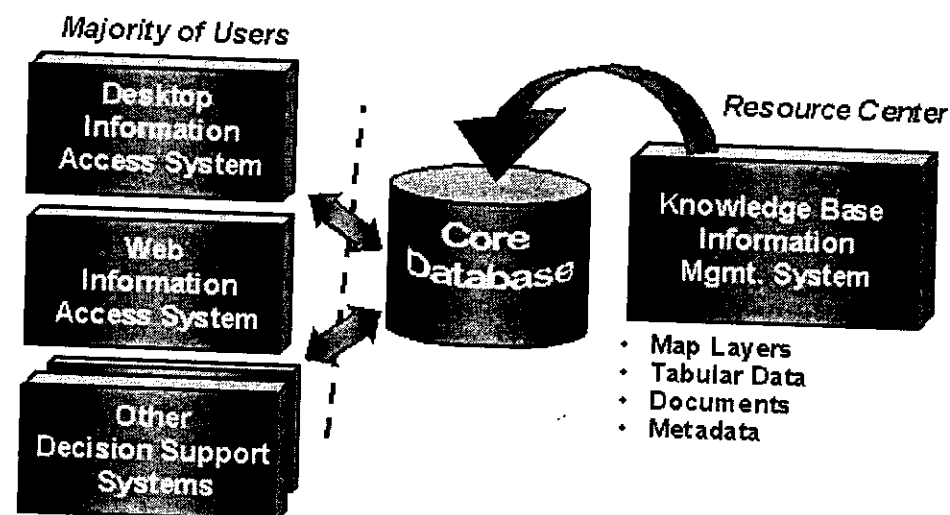 Majority of Users
Desktop
Information
Access System
Web
Information
Access System
Other
Decision Support
Systems
Core
Database
Resource Center
Knowledge Base
Information
Mgmt. System
• Map Layers
• Tabular Data
• Documents
• Metadata